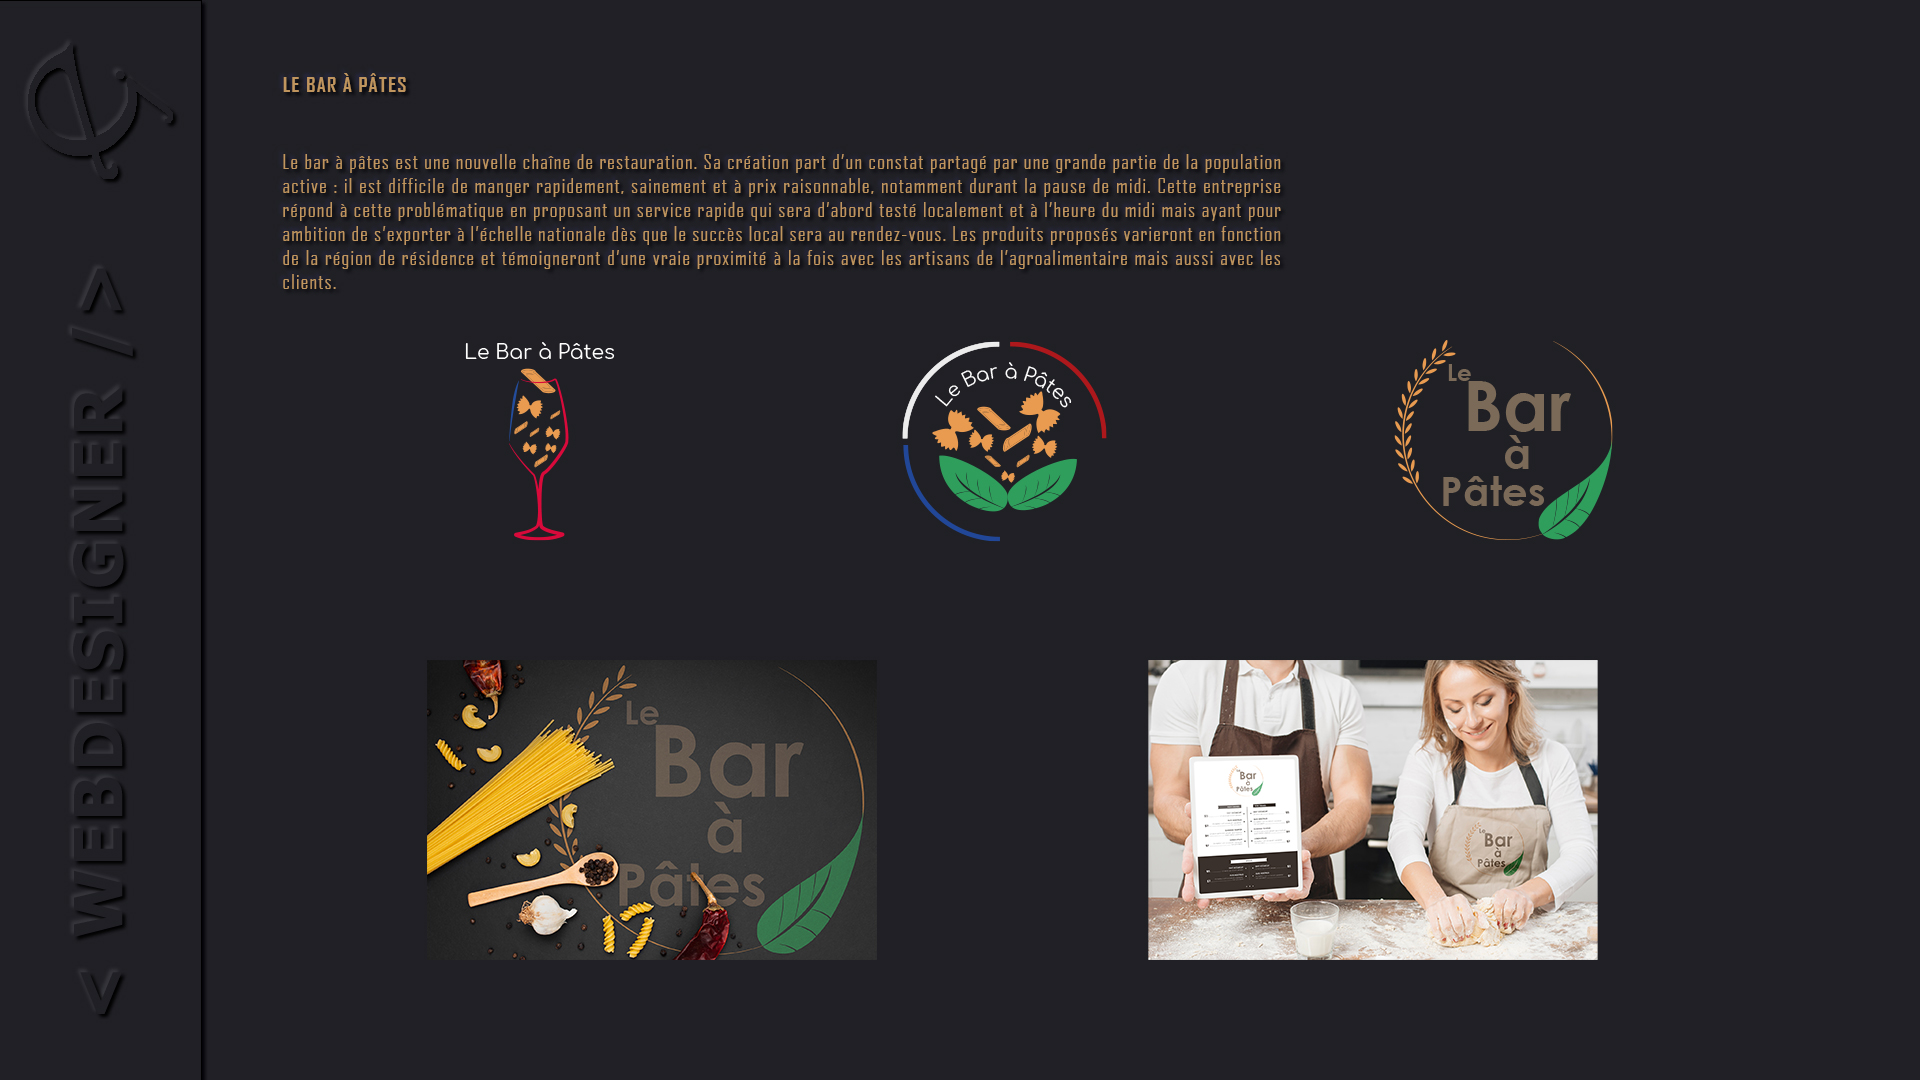 < WEBDESIGNER />
LE BAR À PÂTES
Le bar à pâtes est une nouvelle chaîne de restauration. Sa création part d’un constat partagé par une grande partie de la population
active : il est difficile de manger rapidement, sainement et à prix raisonnable, notamment durant la pause de midi. Cette entreprise
répond à cette problématique en proposant un service rapide qui sera d’abord testé localement et à l’heure du midi mais ayant pour
ambition de s’exporter à l’échelle nationale dès que le succès local sera au rendez-vous. Les produits proposés varieront en fonction
de la région de résidence et témoigneront d’une vraie proximité à la fois avec les artisans de l’agroalimentaire mais aussi avec les
clients.
Le Bar à Pâtes
Le Bar à Pâtes
Le
Bar
à
Pâtes
Le
Bar
à
Pâtes
Le
Bar
à
Pâtes
Le
Bar
à
Pâtes